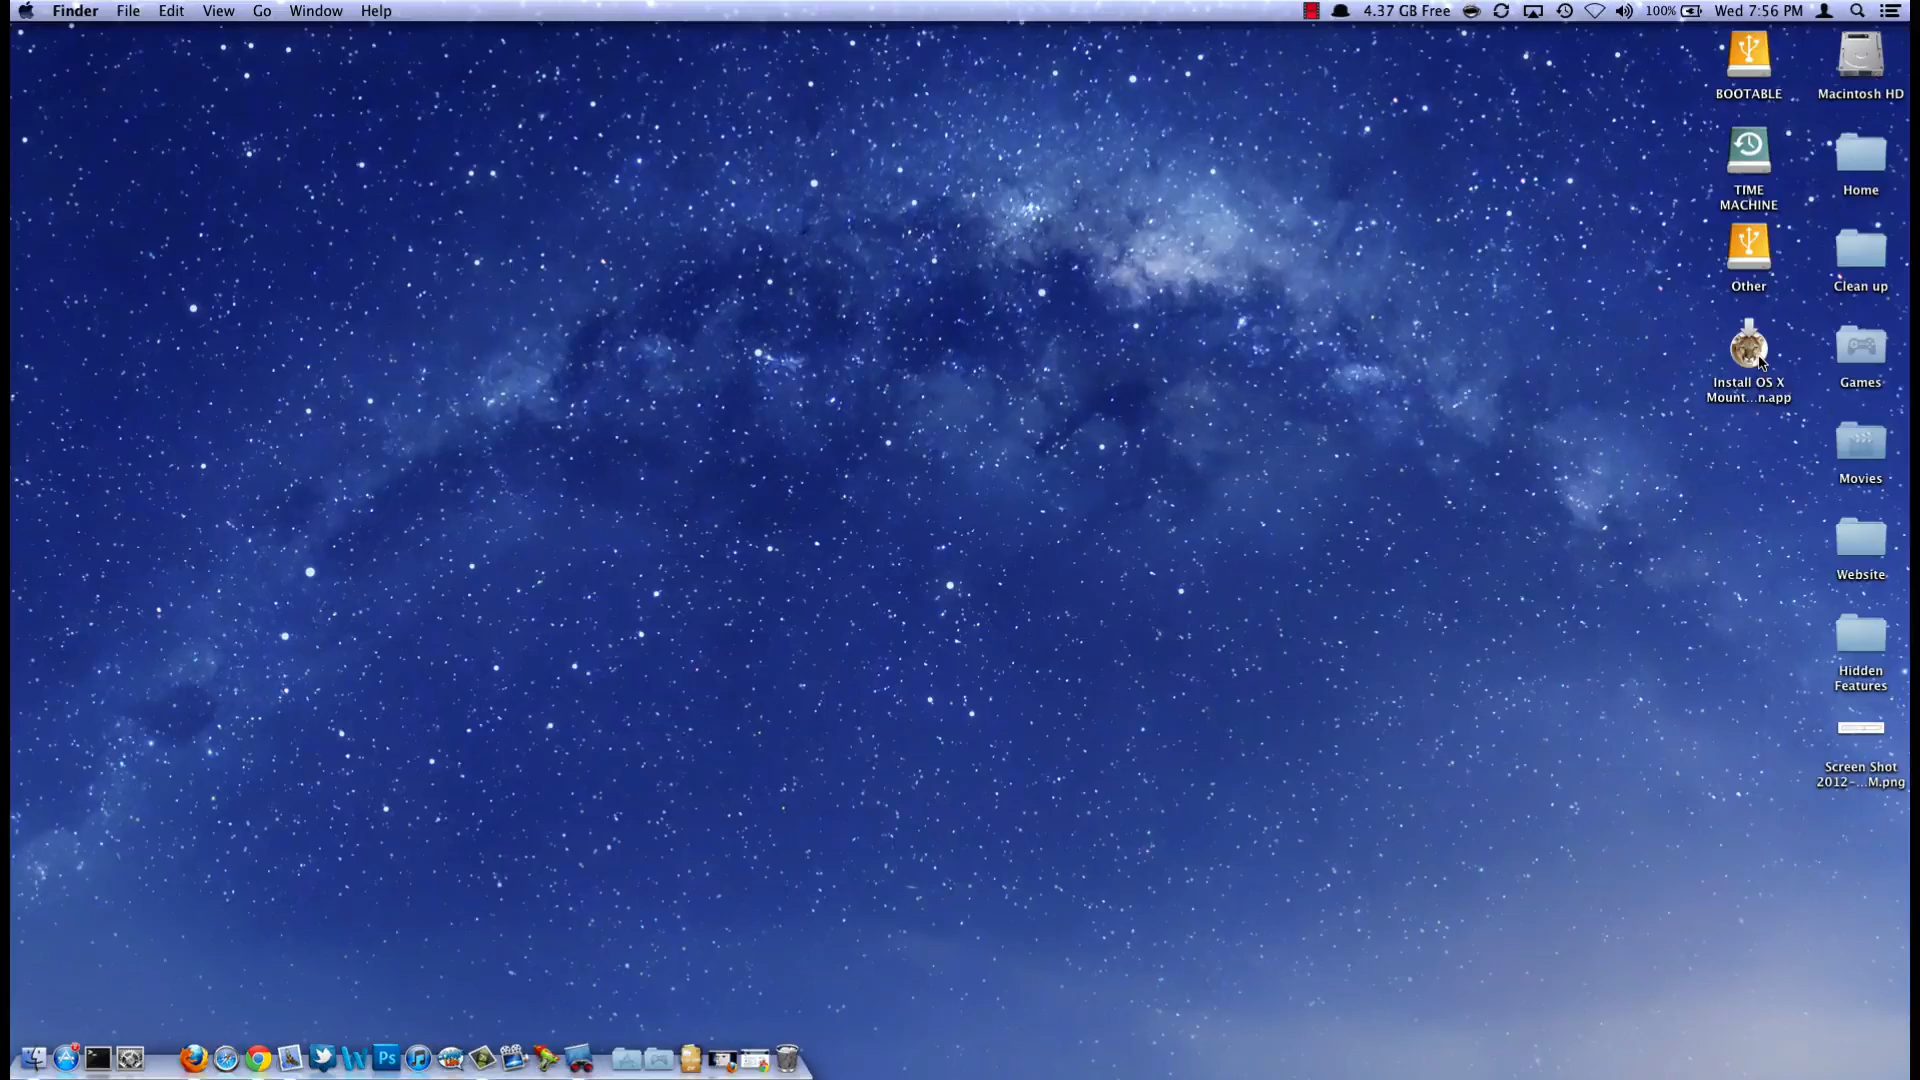 Finder File Edit View Go Window Help 4.37 GB Free 100% Wed 7:56 PM
BOOTABLE
Macintosh HD
TIME
MACHINE
Home
Other
Clean up
Install OS X
Mount...n.app
Games
Movies
Website
Hidden
Features
Screen Shot
2012-...M.png
Ps